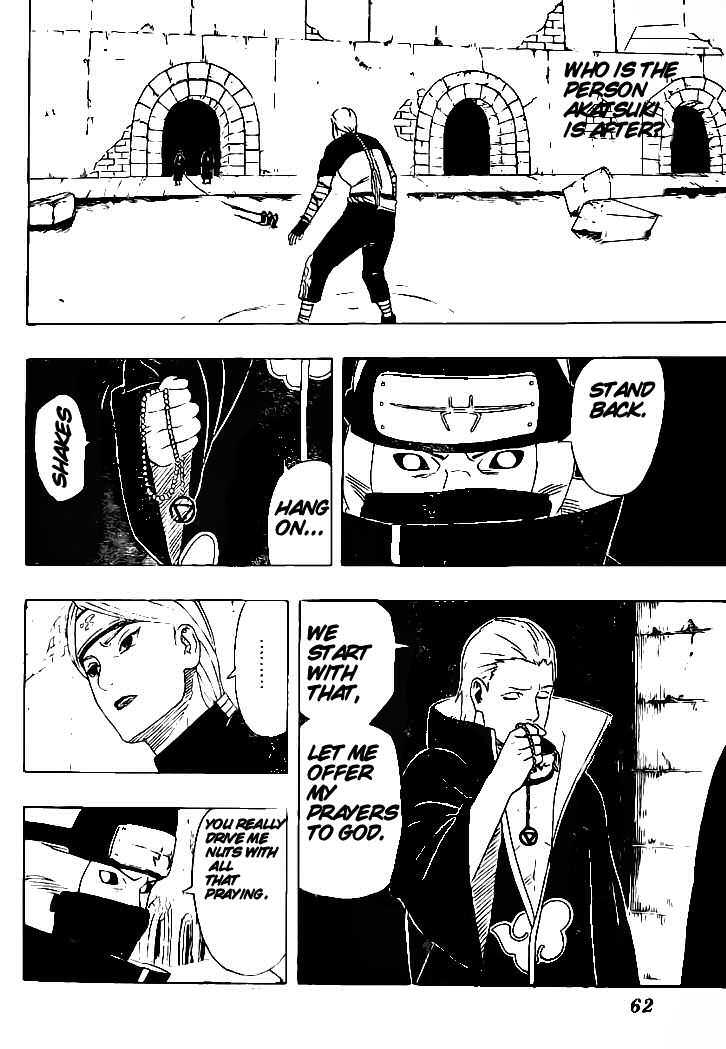 WHO IS THE
PERSON
AKATSUKI
IS AFTER?
STAND
BACK.
HANG
ON...
SHAKES
WE
START
WITH
THAT,
LET ME
OFFER
MY
PRAYERS
TO GOD.
.........
YOU REALLY
DRIVE ME
NUTS WITH
ALL
THAT
PRAYING.
62